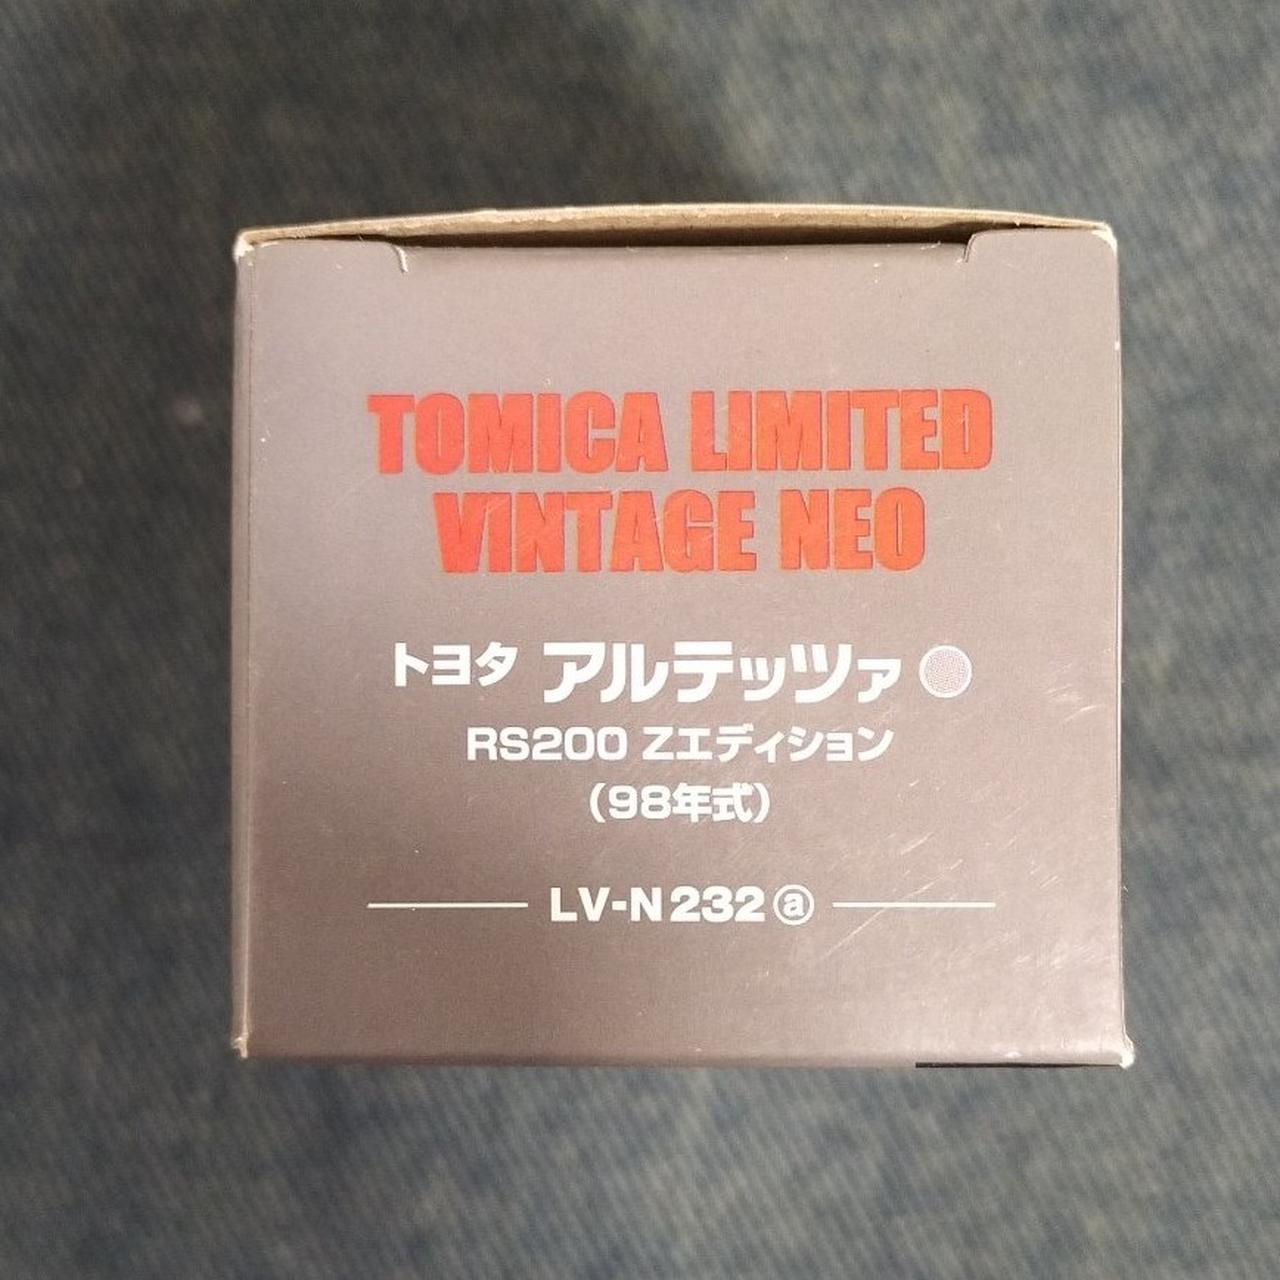 TOMICA LIMITED
VINTAGE NEO
トヨタ アルテッツァ
RS200 Zエディション
(98年式)
LV-N232ⓐ